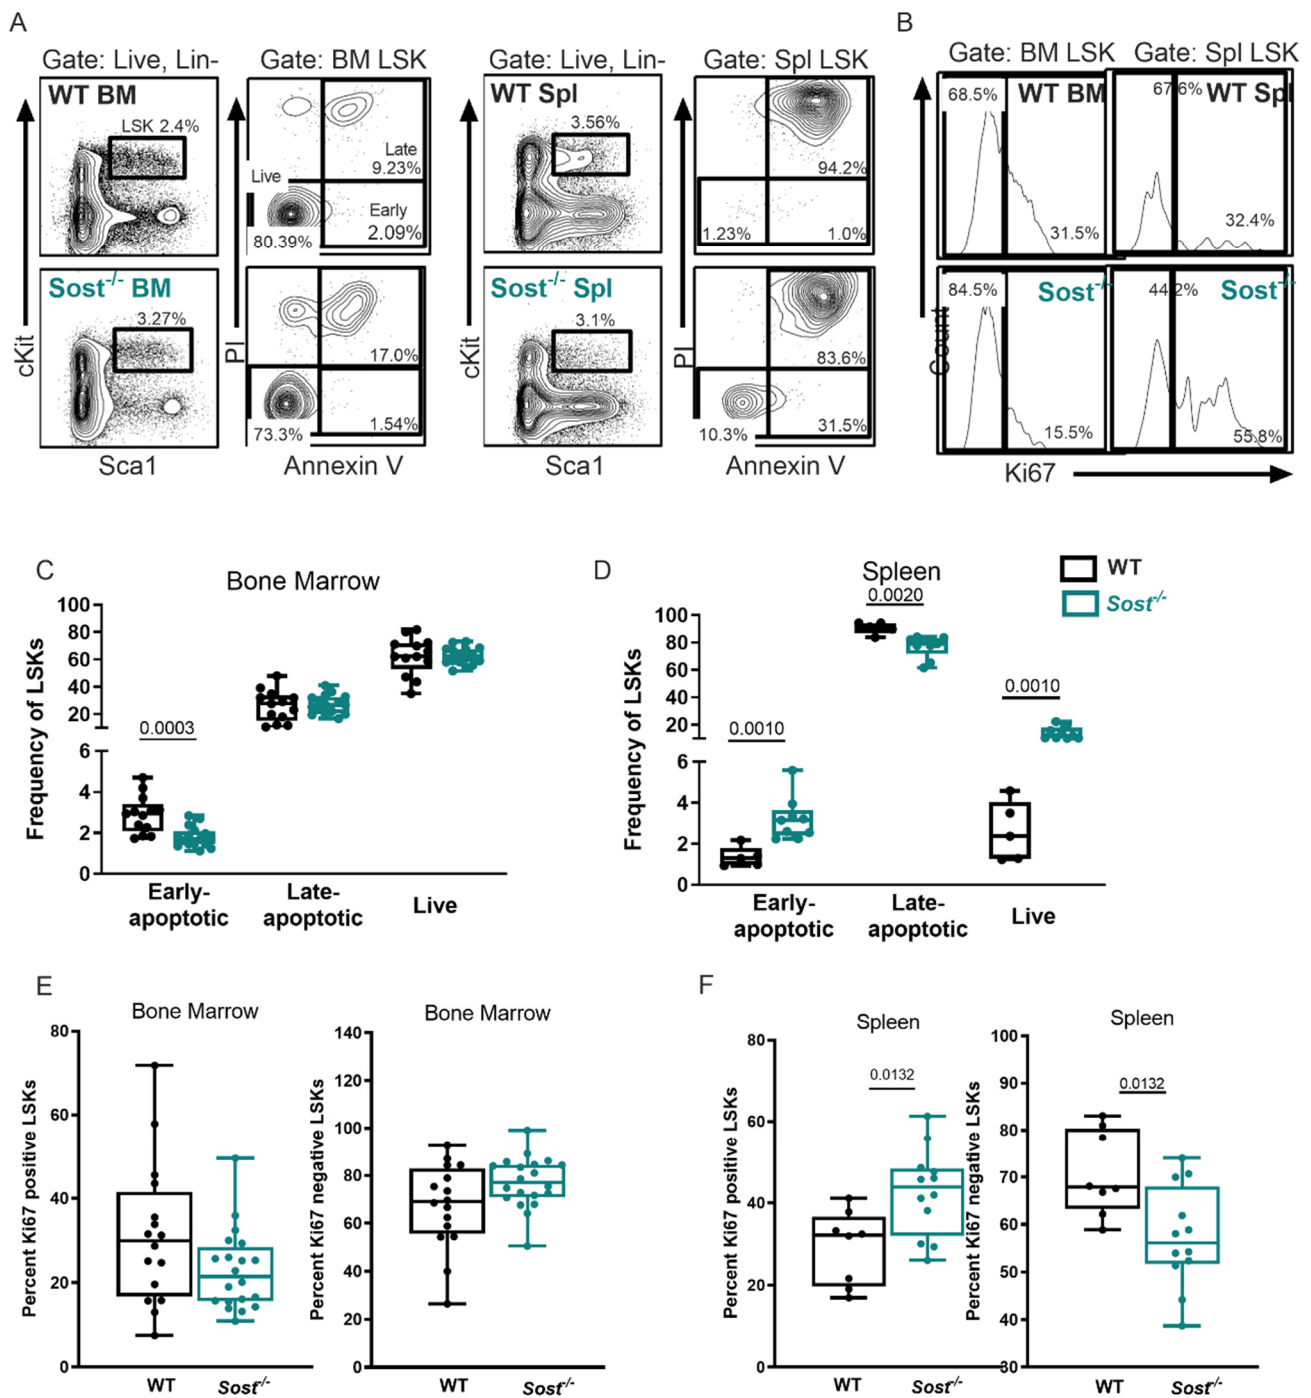 A
Gate: Live, Lin-
Gate: BM LSK
Gate: Live, Lin-
Gate: Spl LSK
WT BM
LSK 2.4%
Late
9.23%
Live
Early
2.09%
80.39%
WT Spl
3.56%
94.2%
1.23%
1.0%
cKit
PI
cKit
PI
Sost-/- BM
3.27%
17.0%
1.54%
73.3%
Sost-/- Spl
3.1%
83.6%
31.5%
10.3%
Sca1
Annexin V
Sca1
Annexin V
B
Gate: BM LSK
Gate: Spl LSK
68.5%
WT BM
31.5%
67.6%
WT Spl
32.4%
84.5%
Sost-/-
15.5%
44.2%
Sost-/-
55.8%
Count
Ki67
C
Bone Marrow
Frequency of LSKs
100
80
60
40
20
6
4
2
0
0.0003
Early-
apoptotic
Late-
apoptotic
Live
D
Spleen
WT
Sost-/-
Frequency of LSKs
100
80
60
40
20
6
4
2
0
0.0010
0.0020
0.0010
Early-
apoptotic
Late-
apoptotic
Live
E
Bone Marrow
Percent Ki67 positive LSKs
80
60
40
20
0
WT
Sost-/-
Bone Marrow
Percent Ki67 negative LSKs
140
120
100
80
60
40
20
0
WT
Sost-/-
F
Spleen
Percent Ki67 positive LSKs
80
60
40
20
0
0.0132
WT
Sost-/-
Spleen
Percent Ki67 negative LSKs
100
90
80
70
60
50
40
30
0.0132
WT
Sost-/-